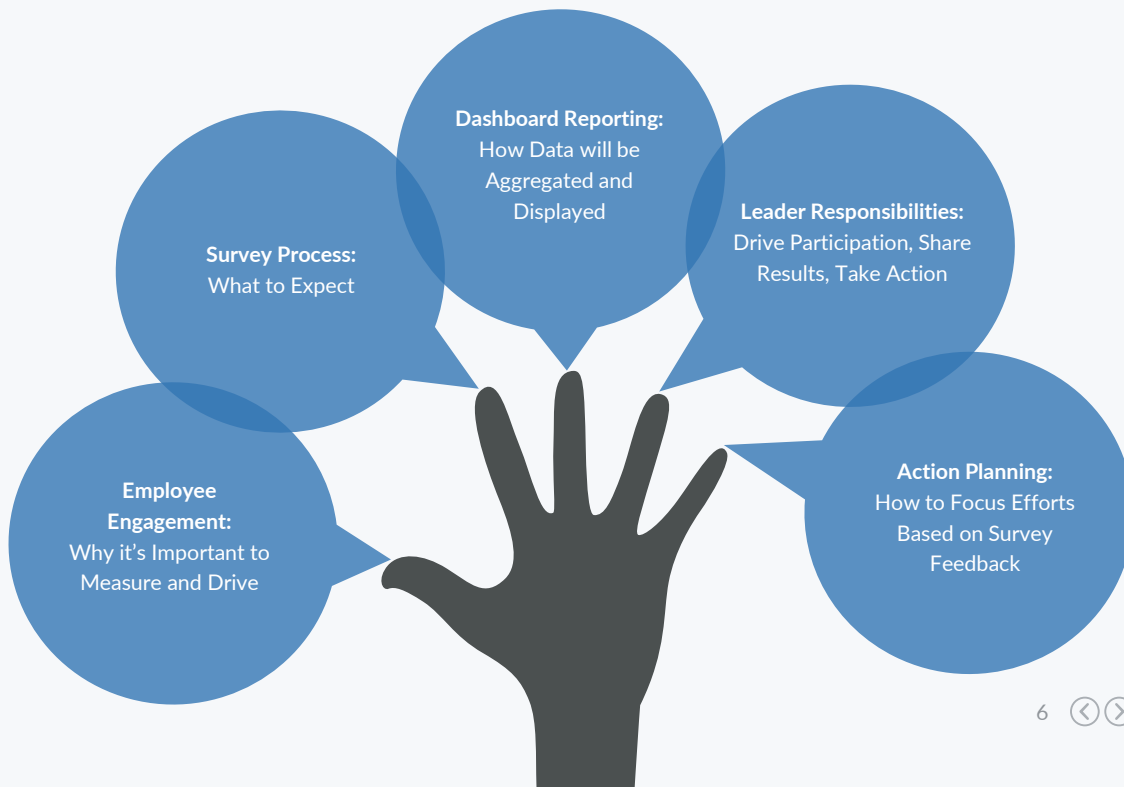 Dashboard Reporting:
How Data will be
Aggregated and
Displayed
Survey Process:
What to Expect
Leader Responsibilities:
Drive Participation, Share
Results, Take Action
Employee
Engagement:
Why it’s Important to
Measure and Drive
Action Planning:
How to Focus Efforts
Based on Survey
Feedback
6